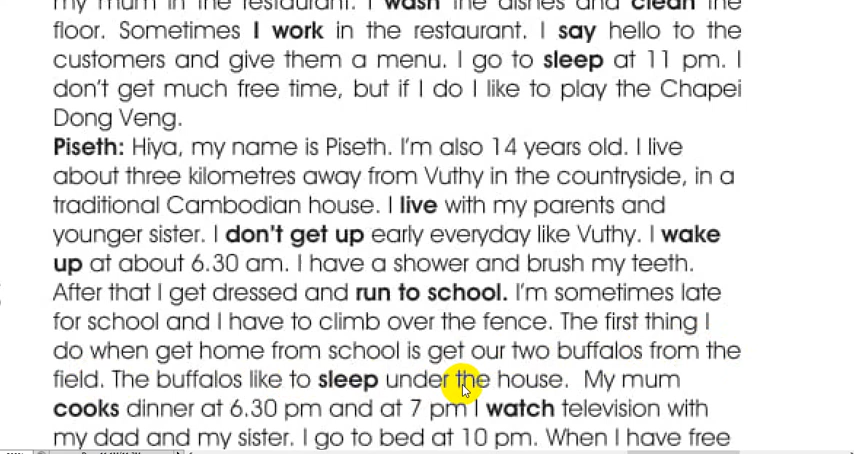 my mum in the restaurant. I wash the dishes and clean the
floor. Sometimes I work in the restaurant. I say hello to the
customers and give them a menu. I go to sleep at 11 pm. I
don't get much free time, but if I do I like to play the Chapei
Dong Veng.
Piseth: Hiya, my name is Piseth. I'm also 14 years old. I live
about three kilometres away from Vuthy in the countryside, in a
traditional Cambodian house. I live with my parents and
younger sister. I don't get up early everyday like Vuthy. I wake
up at about 6.30 am. I have a shower and brush my teeth.
After that I get dressed and run to school. I'm sometimes late
for school and I have to climb over the fence. The first thing I
do when get home from school is get our two buffalos from the
field. The buffalos like to sleep under the house. My mum
cooks dinner at 6.30 pm and at 7 pm I watch television with
my dad and my sister. I go to bed at 10 pm. When I have free